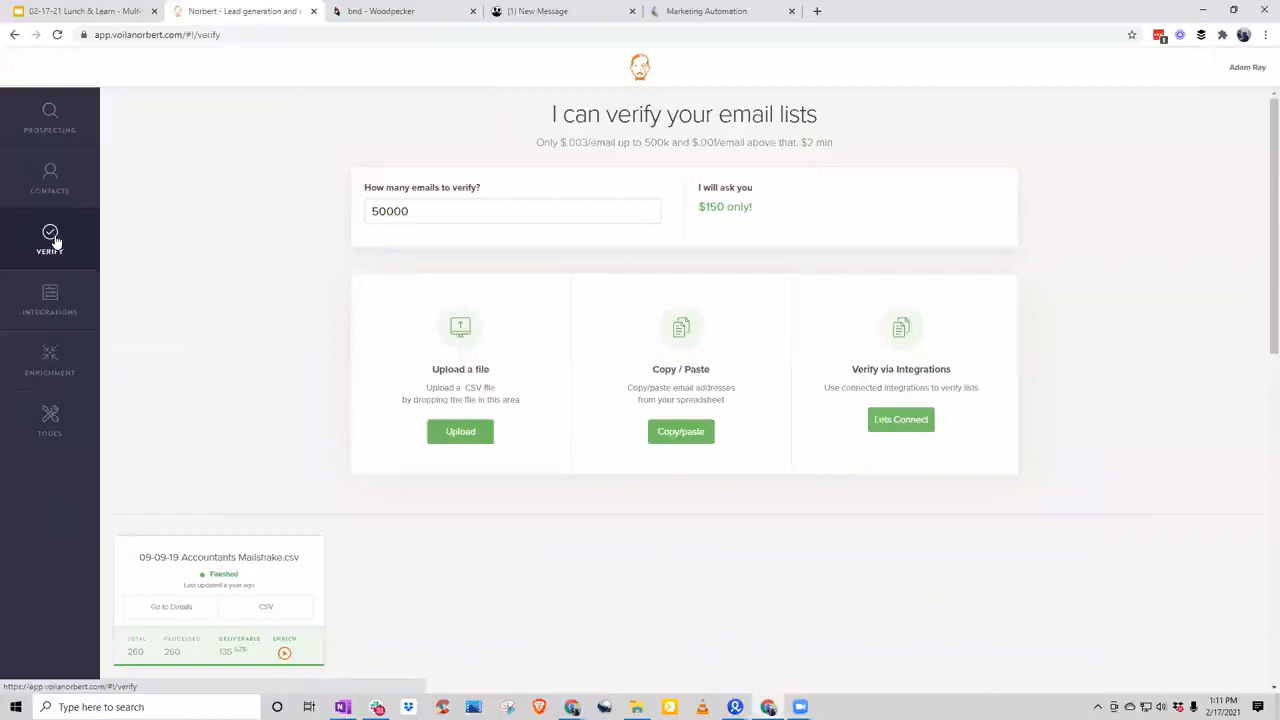 02-17-21 Lunch & Learn - Multi
Norbert - Lead generation and s
bnd - Woodpecker
(1) New Message
Marketing Automation
app.voilanorbert.com/#!/verify
Adam Ray
PROSPECTING
CONTACTS
VERIFY
INTEGRATIONS
ENRICHMENT
TOOLS
I can verify your email lists
Only $.003/email up to 500k and $.001/email above that. $2 min
How many emails to verify?
50000
I will ask you
$150 only!
Upload a file
Upload a .CSV file
by dropping the file in this area
Upload
Copy / Paste
Copy/paste email addresses
from your spreadsheet
Copy/paste
Verify via Integrations
Use connected integrations to verify lists
Lets Connect
09-09-19 Accountants Mailshake.csv
Finished
Last updated a year ago
Go to Details
CSV
TOTAL
PROCESSED
DELIVERABLE
ENRICH
260
260
136
https://app.voilanorbert.com/#!/verify
Type here to search
1:11 PM
2/17/2021